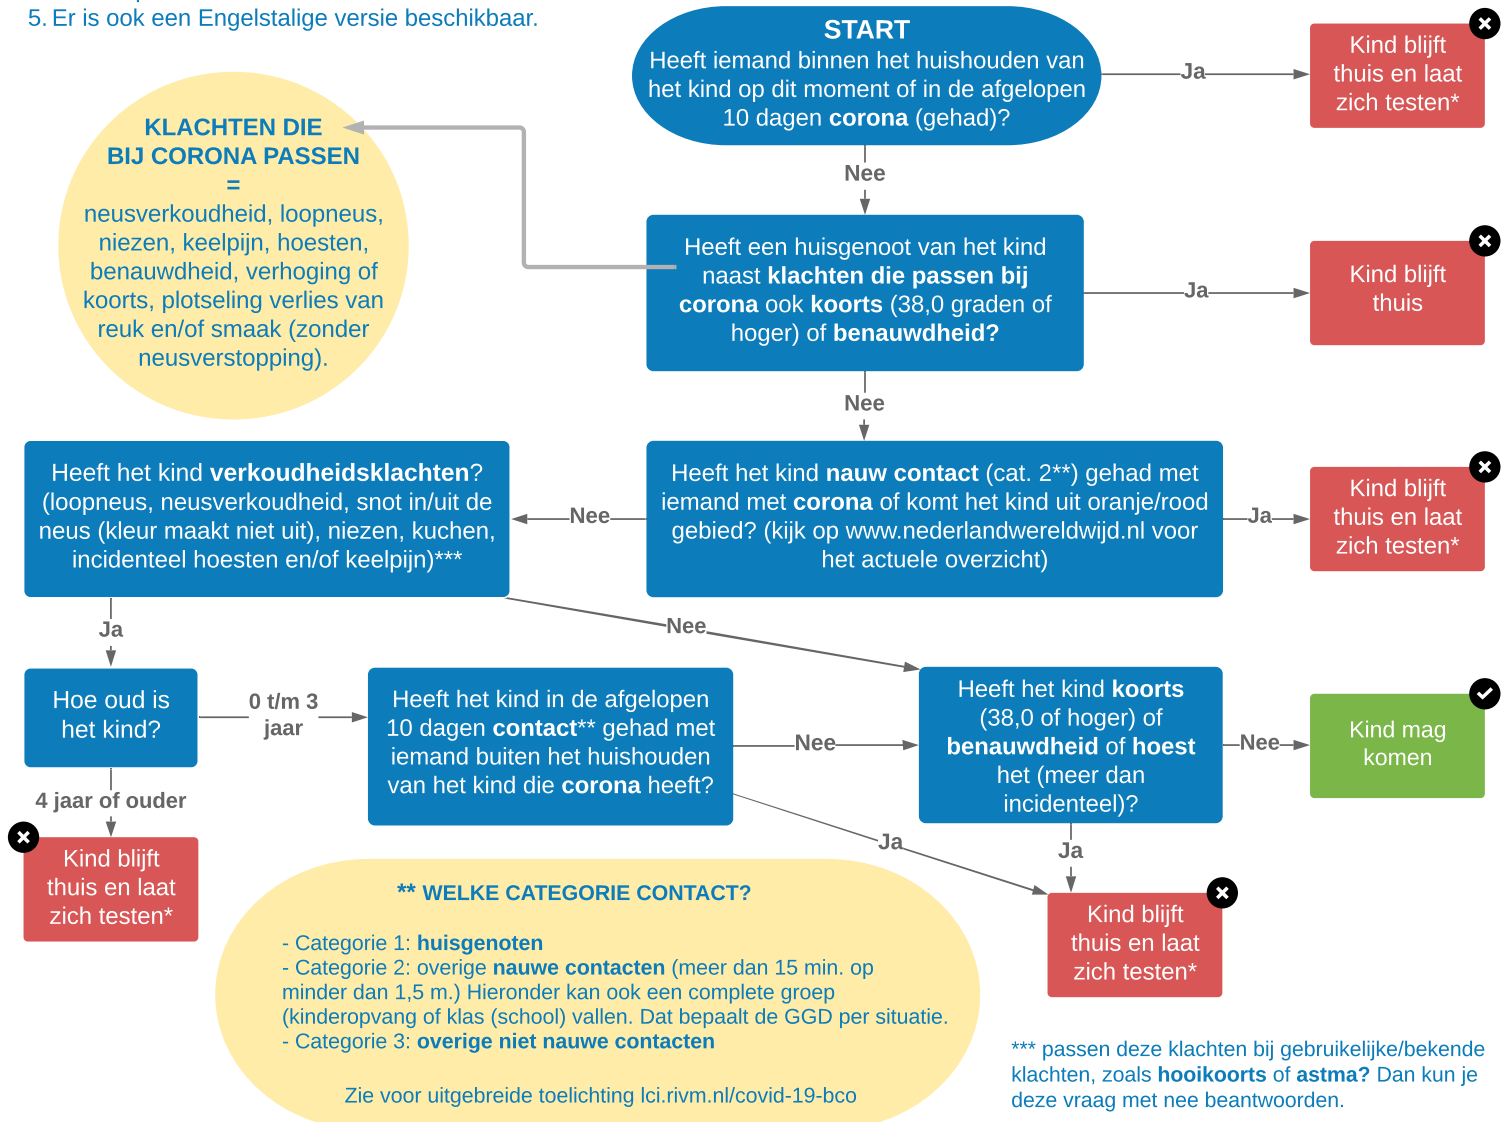 5. Er is ook een Engelstalige versie beschikbaar.
START
Heeft iemand binnen het huishouden van
het kind op dit moment of in de afgelopen
10 dagen corona (gehad)?
Ja
Kind blijft
thuis en laat
zich testen*
KLACHTEN DIE
BIJ CORONA PASSEN
=
neusverkoudheid, loopneus,
niezen, keelpijn, hoesten,
benauwdheid, verhoging of
koorts, plotseling verlies van
reuk en/of smaak (zonder
neusverstopping).
Nee
Heeft een huisgenoot van het kind
naast klachten die passen bij
corona ook koorts (38,0 graden of
hoger) of benauwdheid?
Ja
Kind blijft
thuis
Nee
Heeft het kind nauw contact (cat. 2**) gehad met
iemand met corona of komt het kind uit oranje/rood
gebied? (kijk op www.nederlandwereldwijd.nl voor
het actuele overzicht)
Ja
Kind blijft
thuis en laat
zich testen*
Nee
Heeft het kind verkoudheidsklachten?
(loopneus, neusverkoudheid, snot in/uit de
neus (kleur maakt niet uit), niezen, kuchen,
incidenteel hoesten en/of keelpijn)***
Ja
Nee
Hoe oud is
het kind?
0 t/m 3
jaar
Heeft het kind in de afgelopen
10 dagen contact** gehad met
iemand buiten het huishouden
van het kind die corona heeft?
Nee
Heeft het kind koorts
(38,0 of hoger) of
benauwdheid of hoest
het (meer dan
incidenteel)?
Nee
Kind mag
komen
4 jaar of ouder
Kind blijft
thuis en laat
zich testen*
Ja
Ja
Kind blijft
thuis en laat
zich testen*
** WELKE CATEGORIE CONTACT?
- Categorie 1: huisgenoten
- Categorie 2: overige nauwe contacten (meer dan 15 min. op
minder dan 1,5 m.) Hieronder kan ook een complete groep
(kinderopvang of klas (school) vallen. Dat bepaalt de GGD per situatie.
- Categorie 3: overige niet nauwe contacten
Zie voor uitgebreide toelichting lci.rivm.nl/covid-19-bco
*** passen deze klachten bij gebruikelijke/bekende
klachten, zoals hooikoorts of astma? Dan kun je
deze vraag met nee beantwoorden.